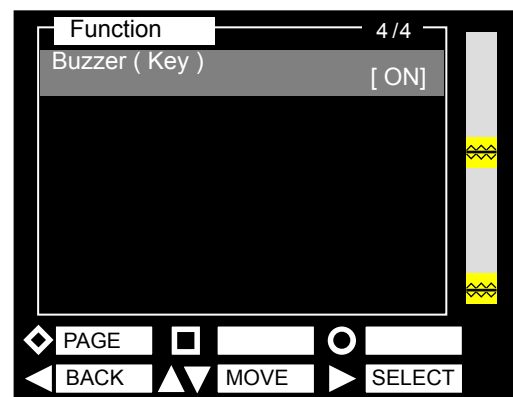 Function 4/4
Buzzer ( Key )
[ ON]
PAGE
BACK MOVE SELECT